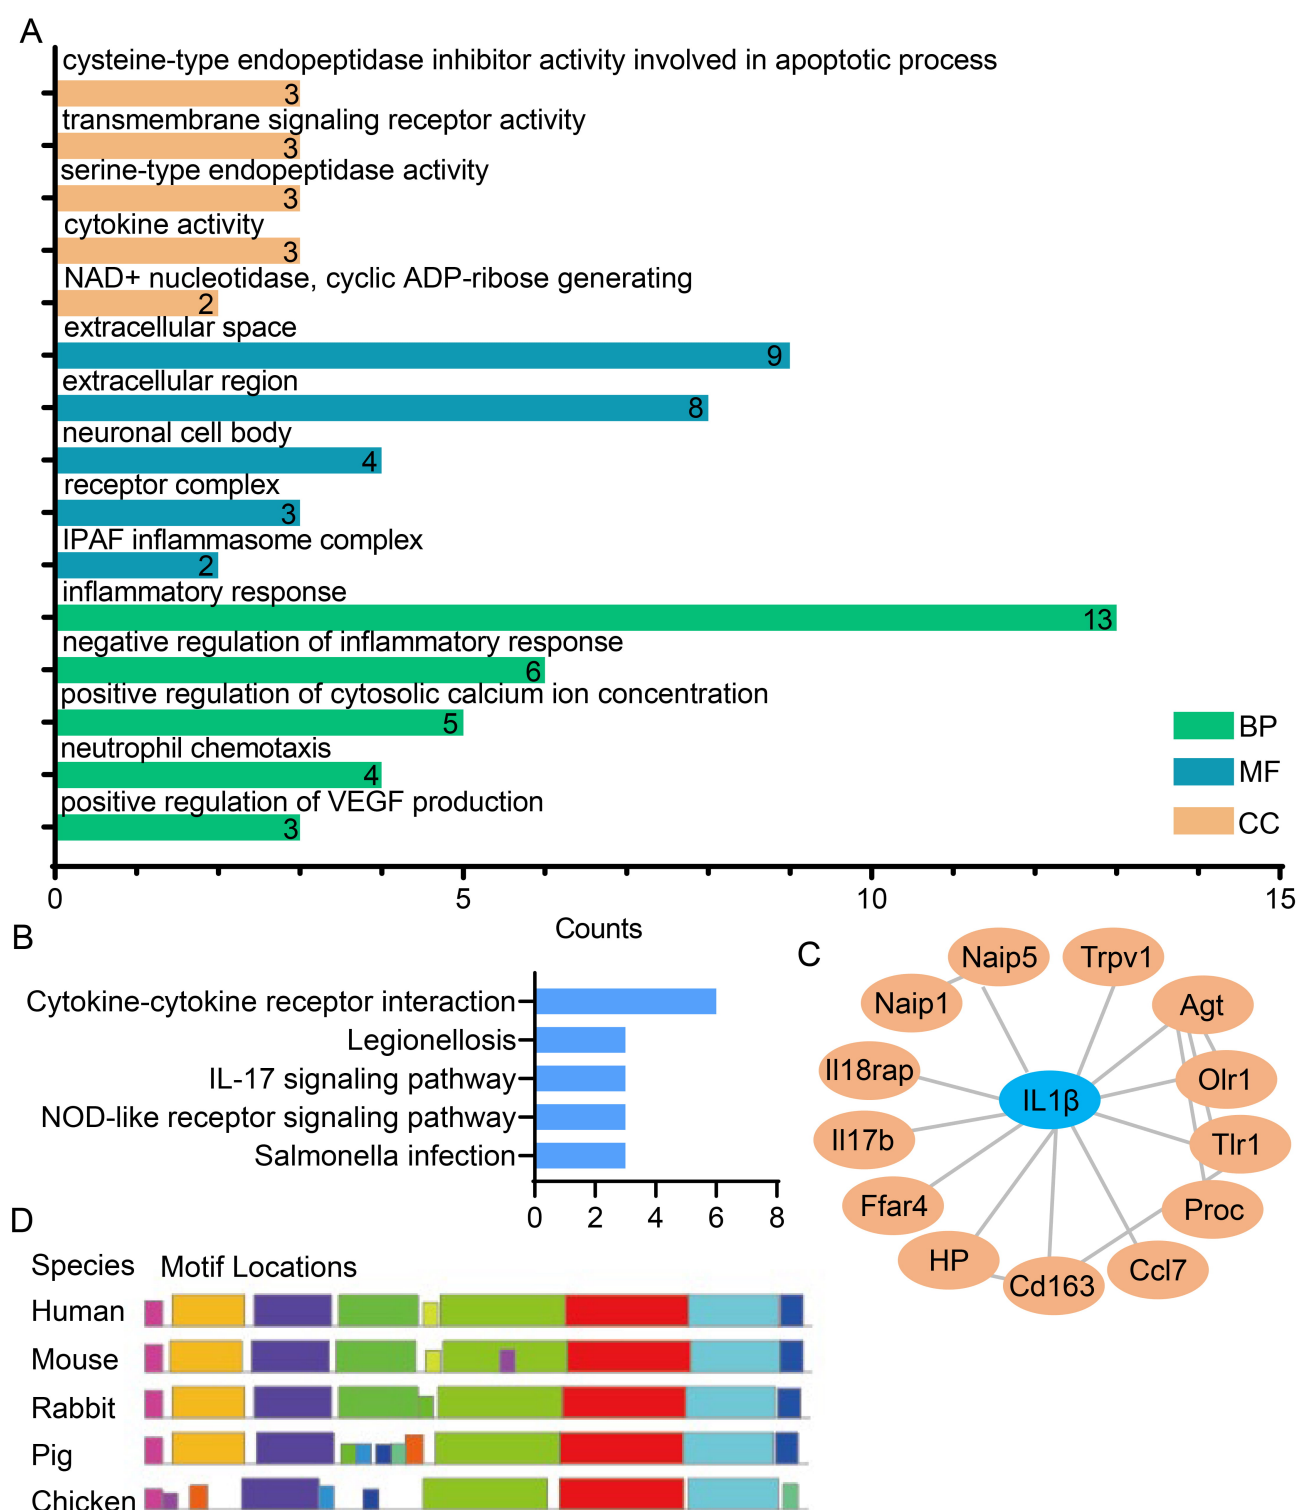 A
cysteine-type endopeptidase inhibitor activity involved in apoptotic process
3
transmembrane signaling receptor activity
3
serine-type endopeptidase activity
3
cytokine activity
3
NAD+ nucleotidase, cyclic ADP-ribose generating
2
extracellular space
9
extracellular region
8
neuronal cell body
4
receptor complex
3
IPAF inflammasome complex
2
inflammatory response
13
negative regulation of inflammatory response
6
positive regulation of cytosolic calcium ion concentration
5
neutrophil chemotaxis
4
positive regulation of VEGF production
3
BP
MF
CC
0 5 10 15
Counts
B
Cytokine-cytokine receptor interaction
Legionellosis
IL-17 signaling pathway
NOD-like receptor signaling pathway
Salmonella infection
0 2 4 6 8
C
Naip5
Trpv1
Naip1
Agt
Il18rap
Olr1
IL1β
Il17b
Tlr1
Ffar4
Proc
HP
Cd163
Ccl7
D
Species Motif Locations
Human
Mouse
Rabbit
Pig
Chicken